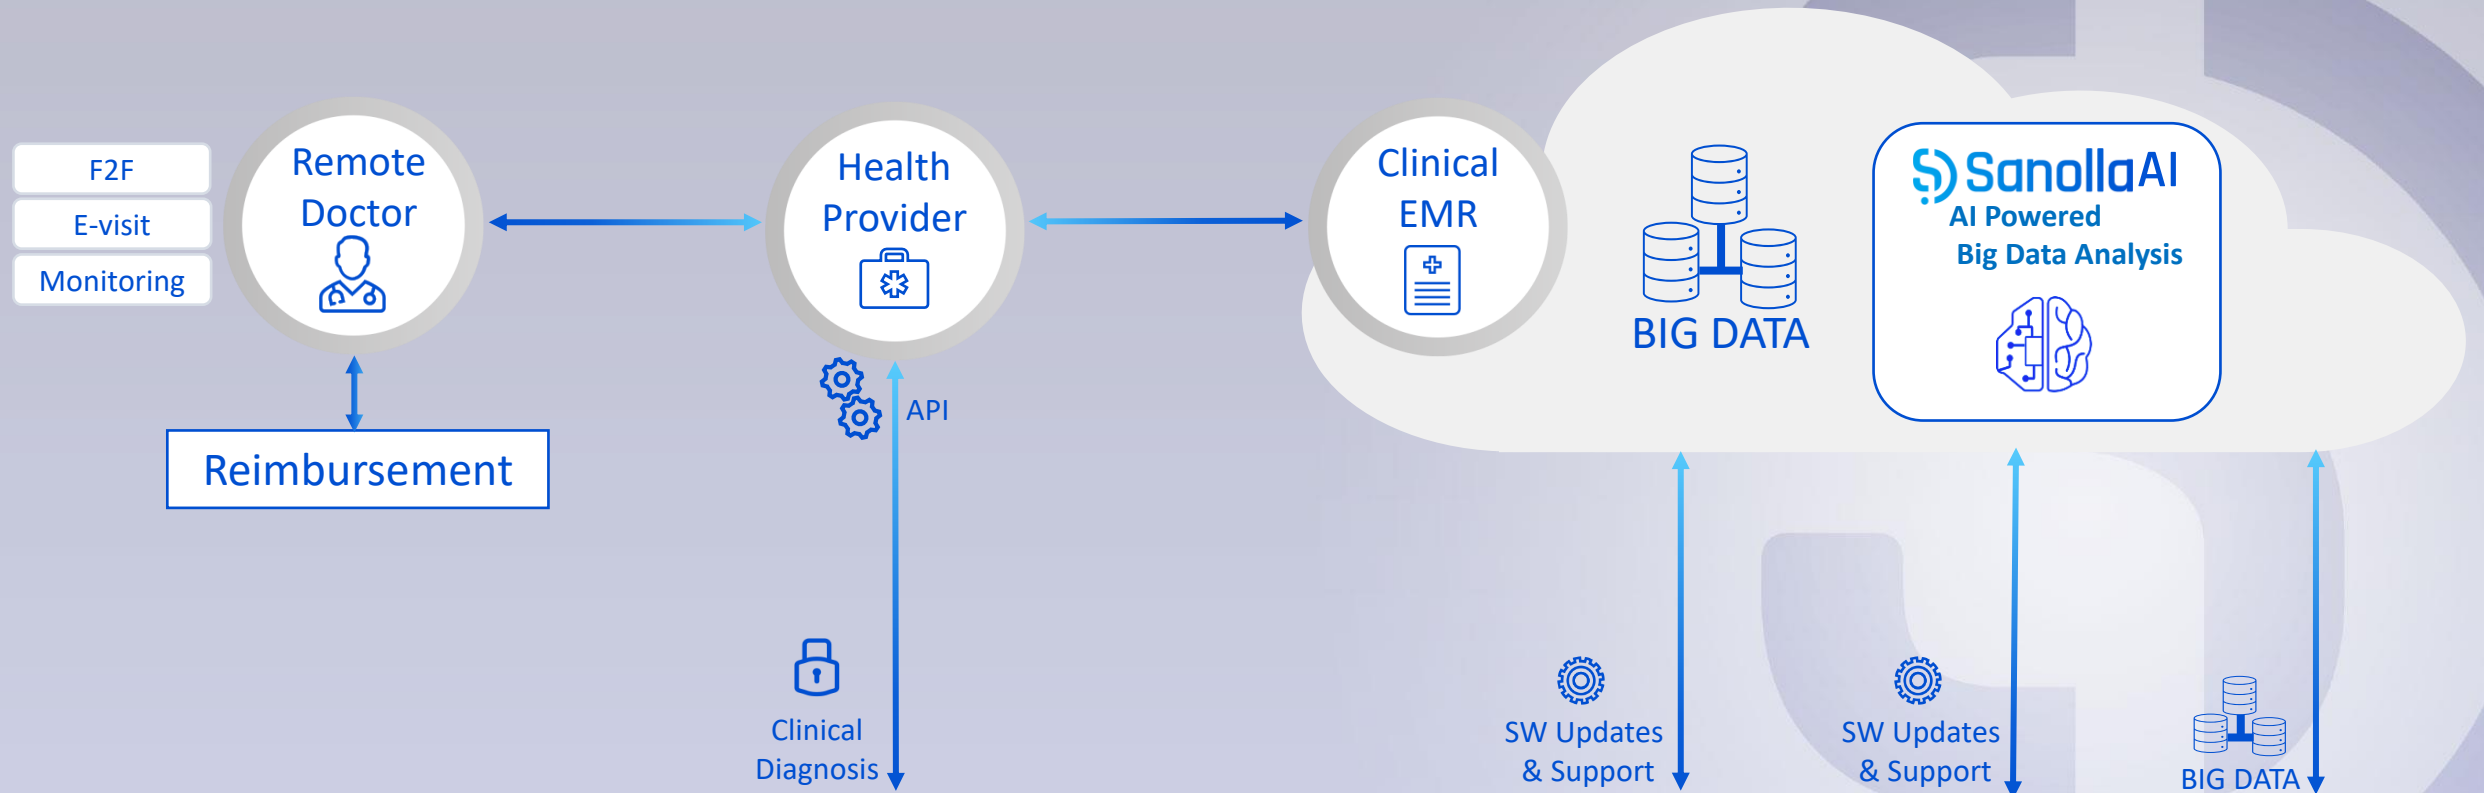 F2F
E-visit
Monitoring
Remote
Doctor
Reimbursement
Health
Provider
API
Clinical
Diagnosis
Clinical
EMR
BIG DATA
SanollaAI
AI Powered
Big Data Analysis
SW Updates
& Support
SW Updates
& Support
BIG DATA